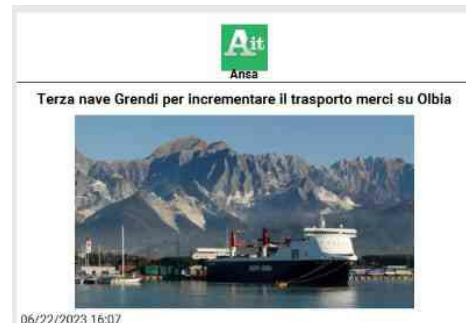 Ait
Ansa
Terza nave Grendi per incrementare il trasporto merci su Olbia
06/22/2023 16:07